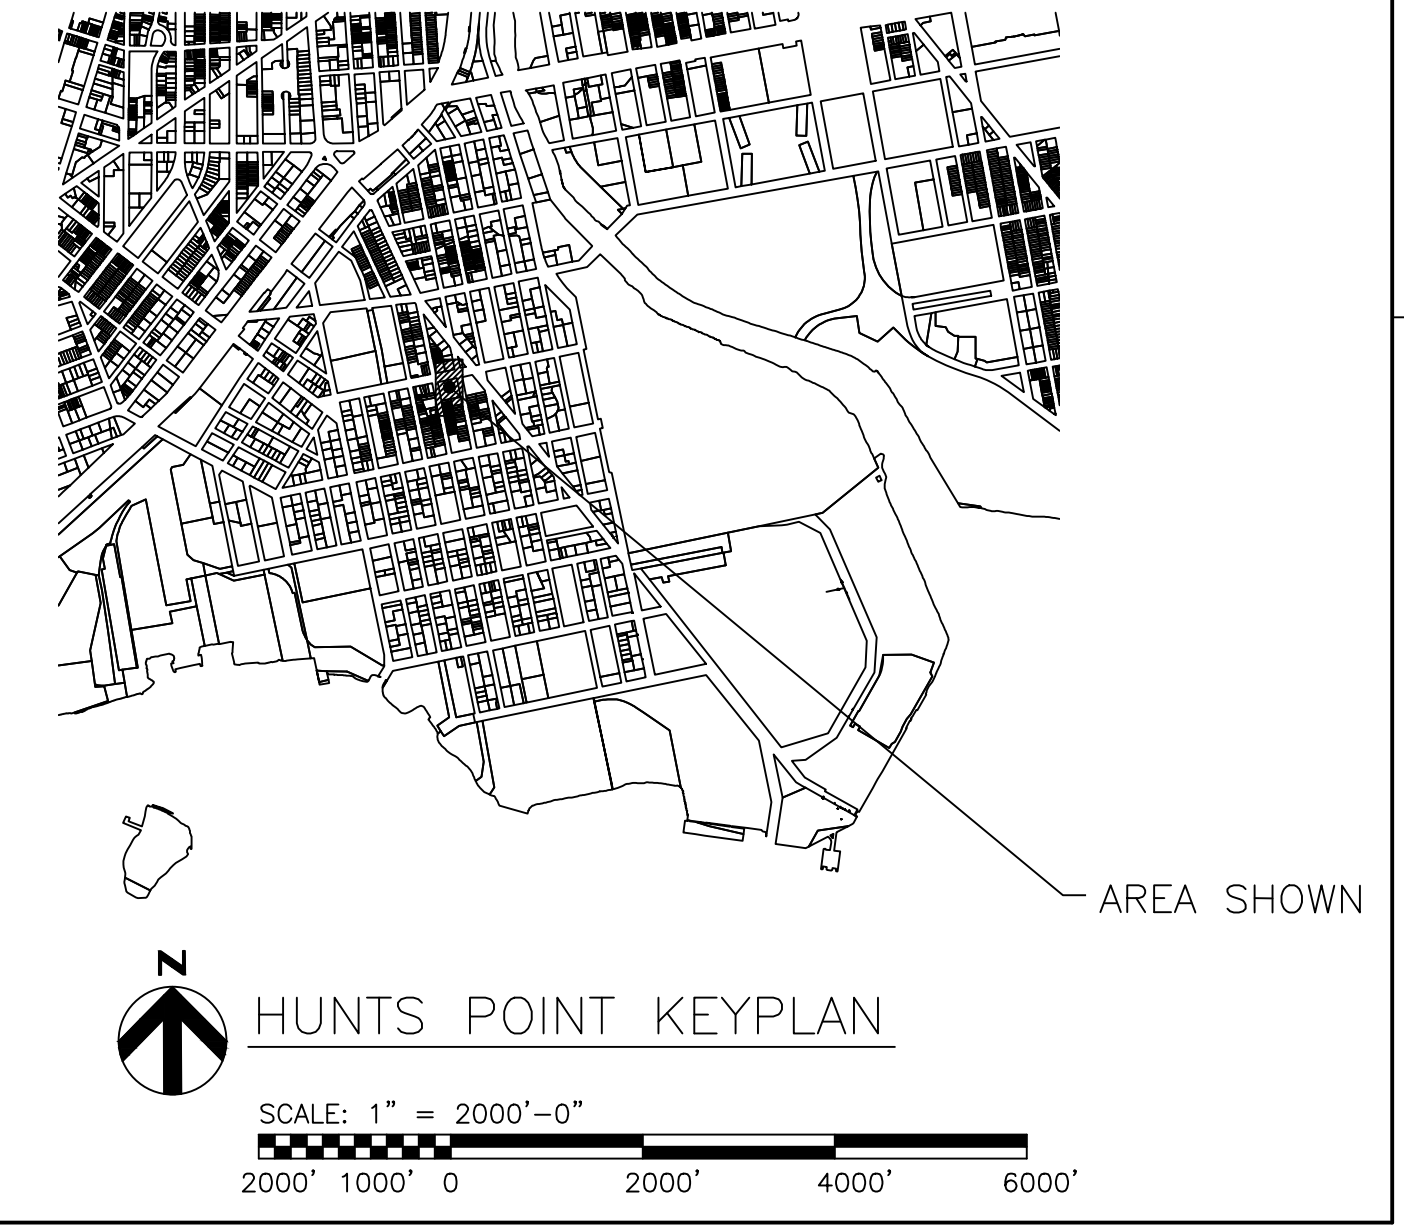 AREA SHOWN
N
HUNTS POINT KEYPLAN
SCALE: 1” = 2000’−0”
2000’ 1000’ 0 2000’ 4000’ 6000’